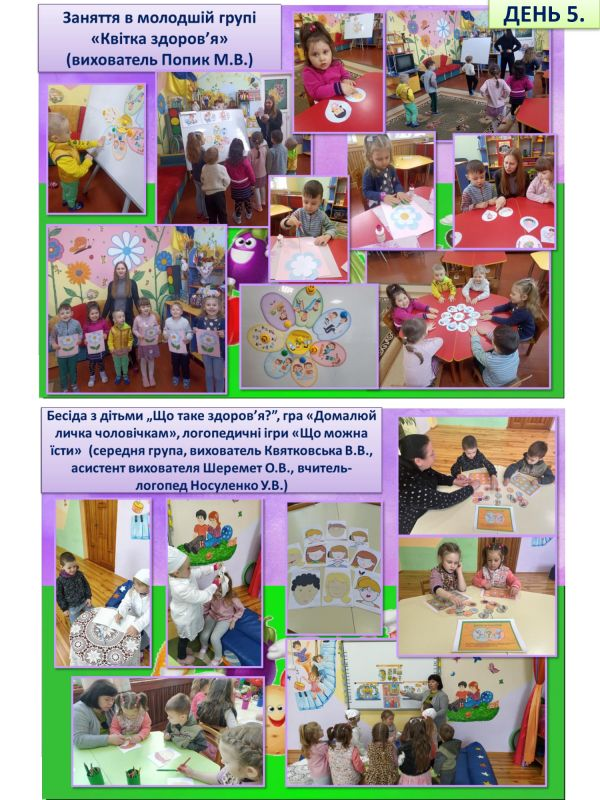 Заняття в молодшій групі
«Квітка здоров’я»
(вихователь Попик М.В.)
ДЕНЬ 5.
Бесіда з дітьми „Що таке здоров’я?”, гра «Домалюй
личка чоловічкам», логопедичні ігри «Що можна
їсти» (середня група, вихователь Квятковська В.В.,
асистент вихователя Шеремет О.В., вчитель-
логопед Носуленко У.В.)